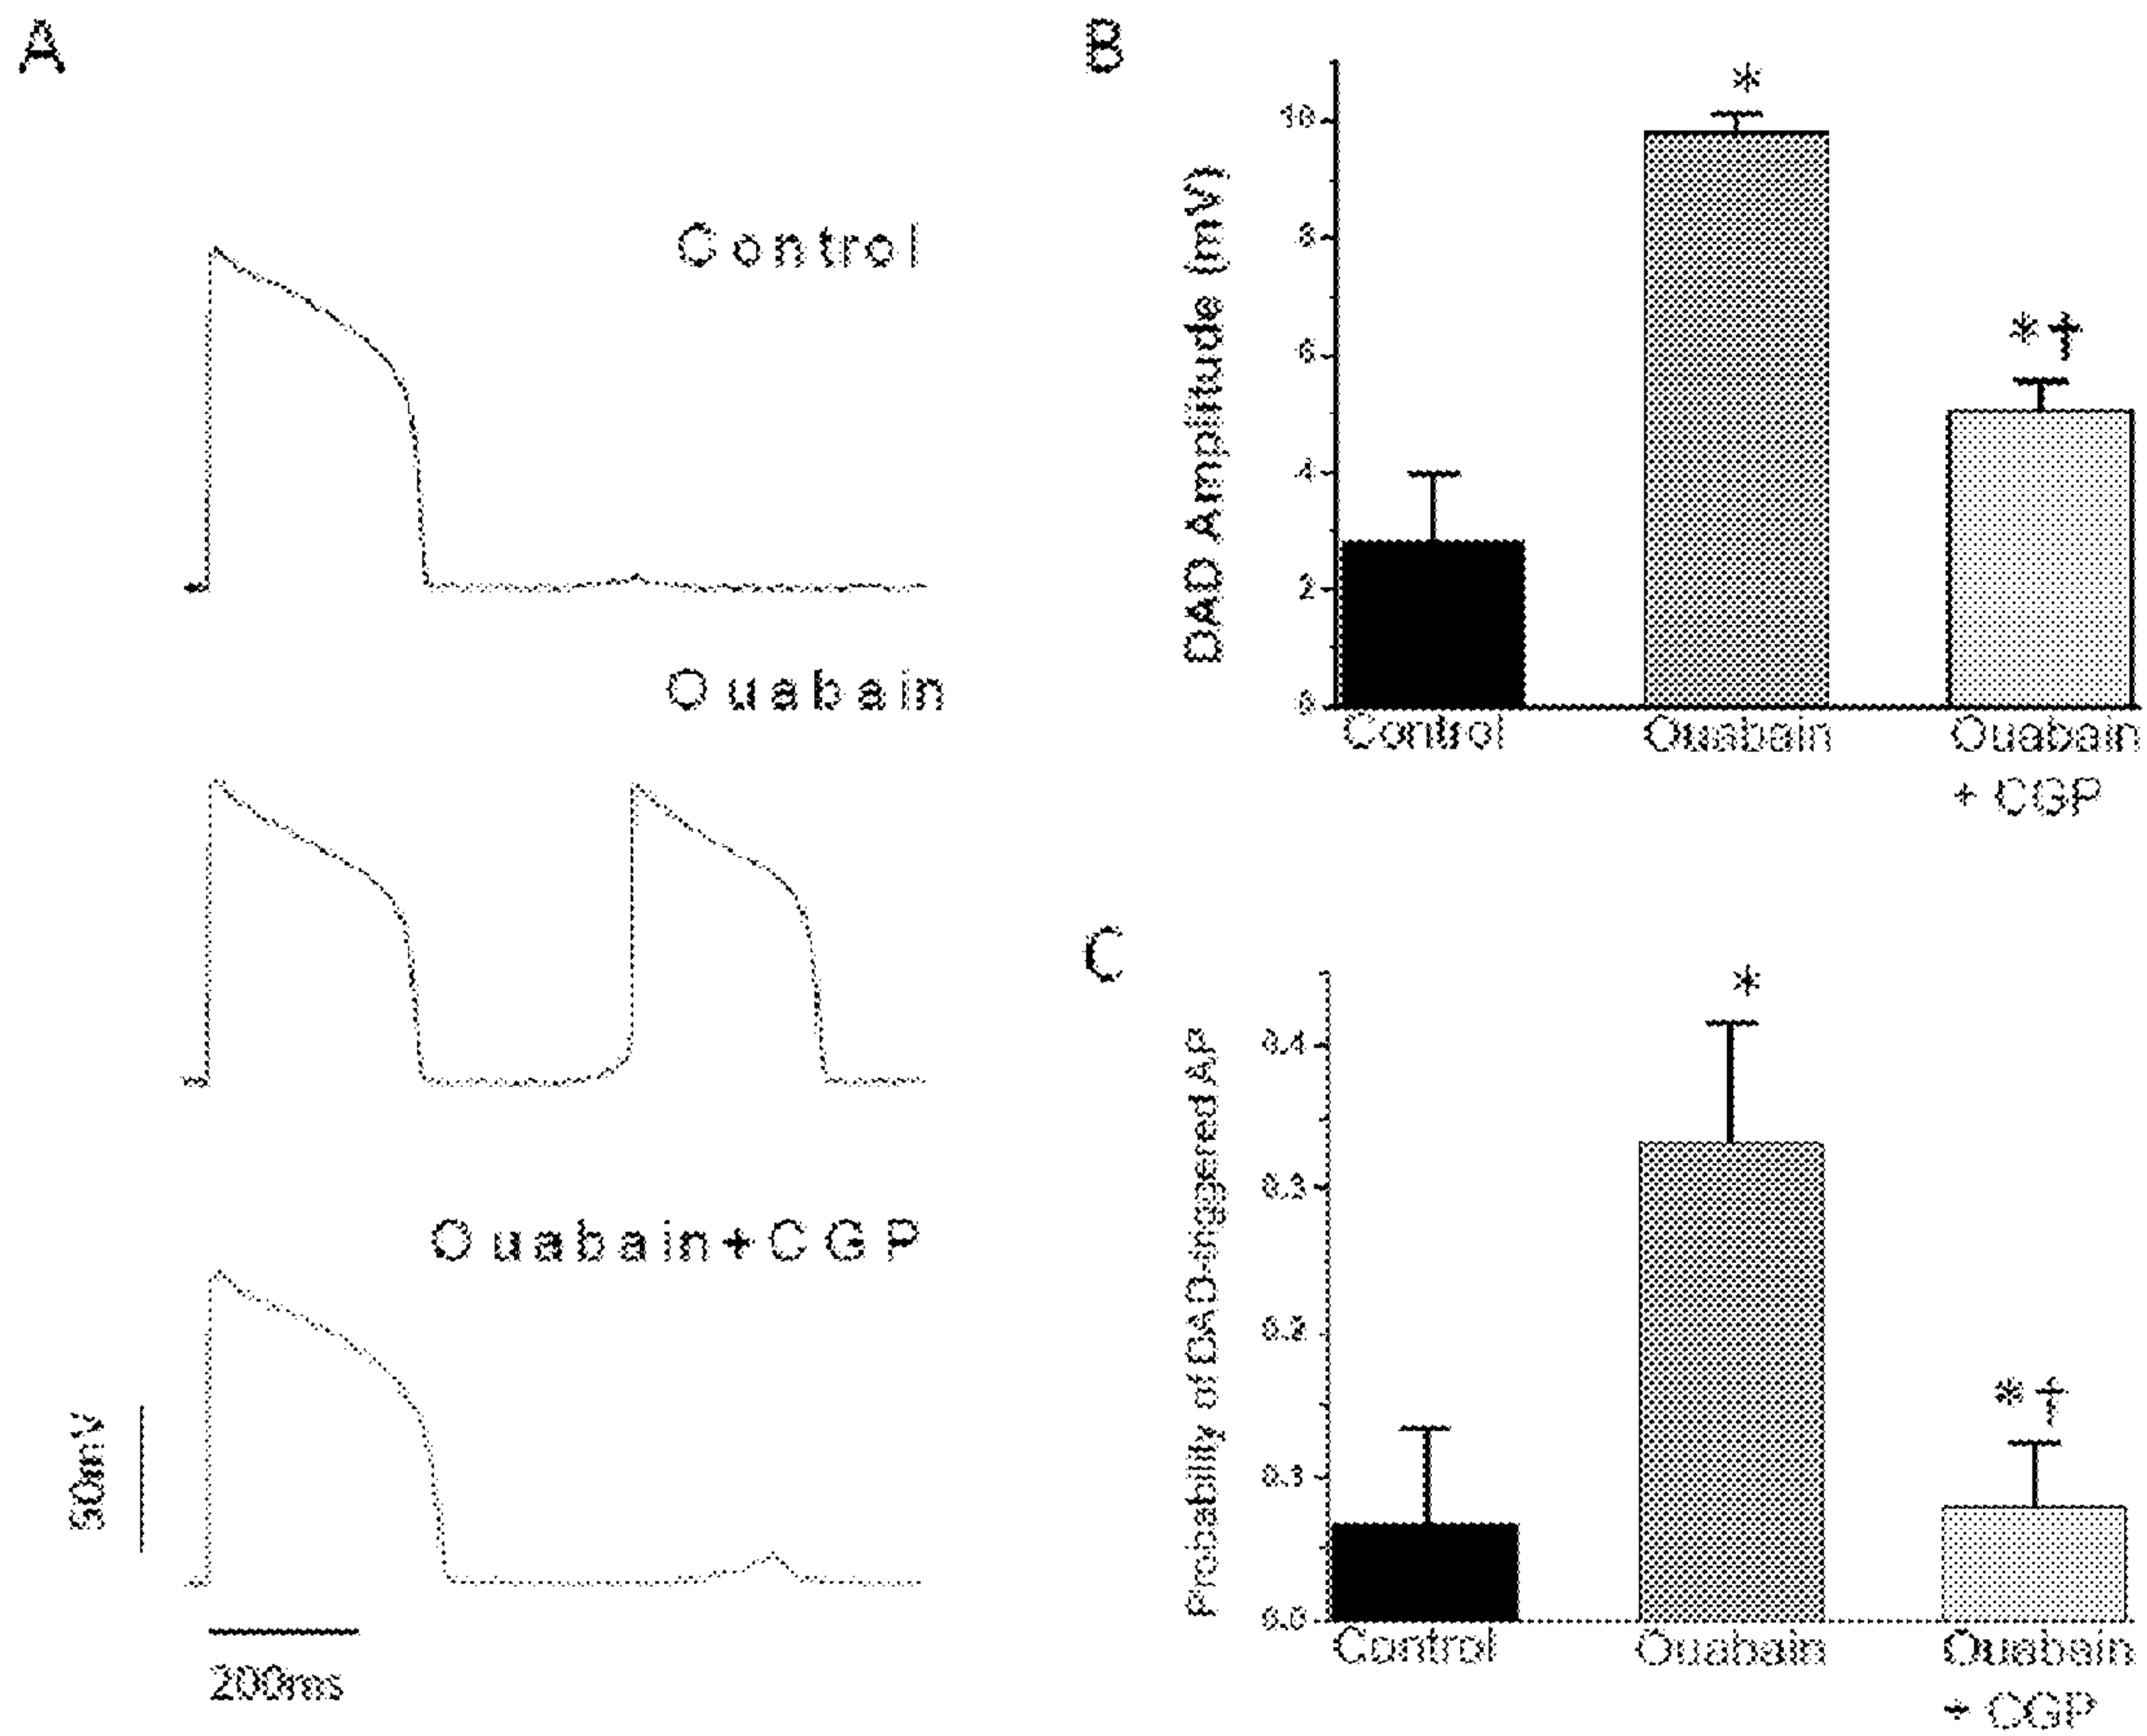 A
Control
Ouabain
Ouabain+CGP
50mV
200ms
B
DAD Amplitude (mV)
10
8
6
4
2
0
*
*†
Control
Ouabain
Ouabain
+ CGP
C
Probability of DAD-triggered AP
0.4
0.3
0.2
0.1
0.0
*
*†
Control
Ouabain
Ouabain
+ CGP